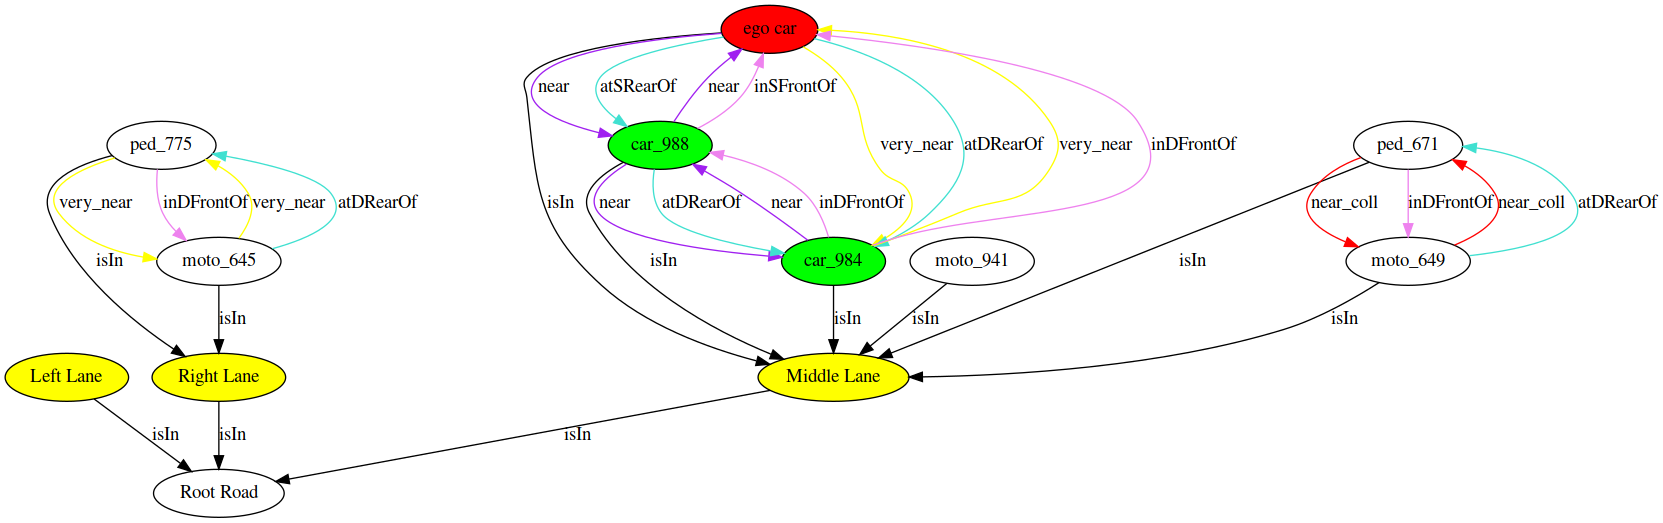 ego car
near
atSRearOf
near
inSFrontOf
ped_775
car_988
very_near
atDRearOf
very_near
inDFrontOf
ped_671
very_near
inDFrontOf
very_near
atDRearOf
isIn
near
atDRearOf
near
inDFrontOf
near_coll
inDFrontOf
near_coll
atDRearOf
isIn
moto_645
isIn
car_984
moto_941
isIn
moto_649
isIn
isIn
isIn
isIn
Left Lane
Right Lane
Middle Lane
isIn
isIn
isIn
Root Road